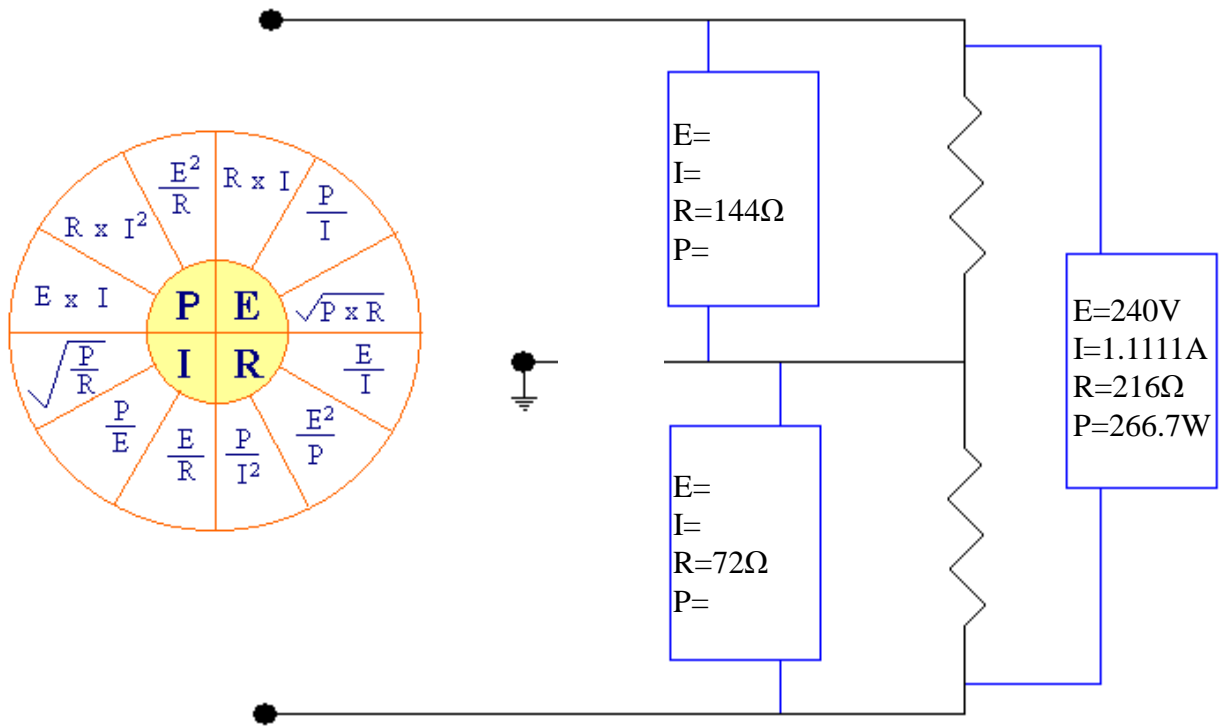 E²/R
R x I
P/I
R x I²
E x I
√P x R
P E
I R
√P/R
E/I
P/E
E/R
P/I²
E²/P
E=
I=
R=144Ω
P=
E=
I=
R=72Ω
P=
E=240V
I=1.1111A
R=216Ω
P=266.7W